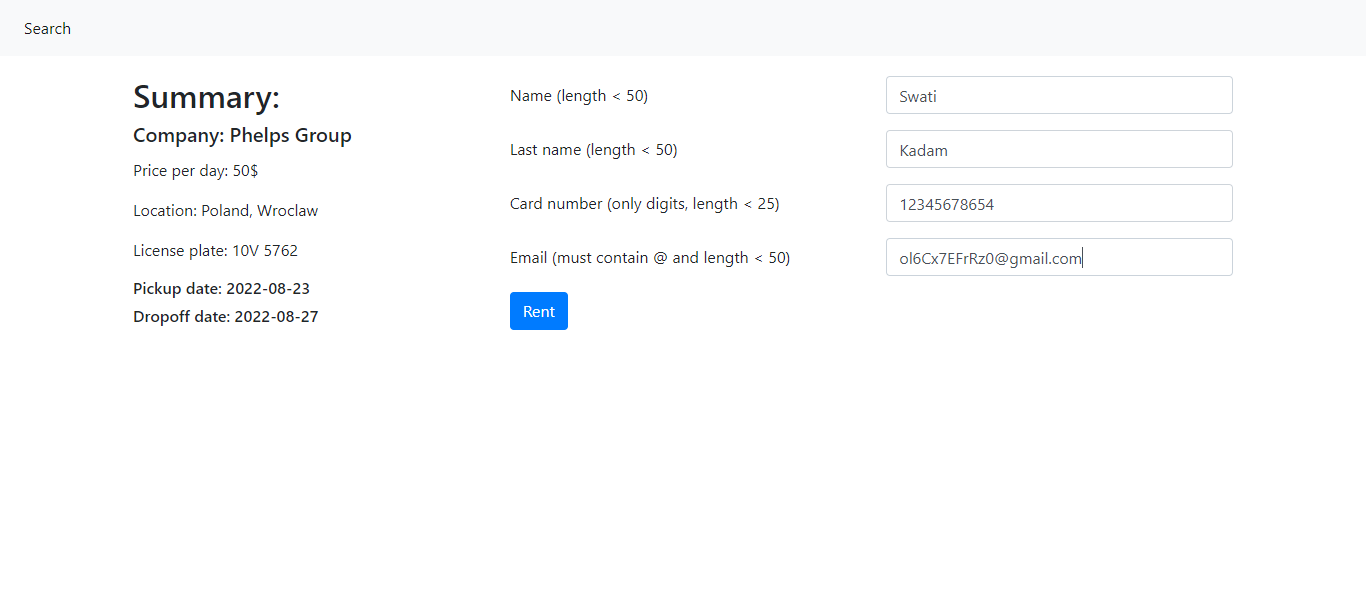 Search
Summary:
Company: Phelps Group
Price per day: 50$
Location: Poland, Wroclaw
License plate: 10V 5762
Pickup date: 2022-08-23
Dropoff date: 2022-08-27
Name (length < 50)
Swati
Last name (length < 50)
Kadam
Card number (only digits, length < 25)
12345678654
Email (must contain @ and length < 50)
ol6Cx7EFrRz0@gmail.com
Rent